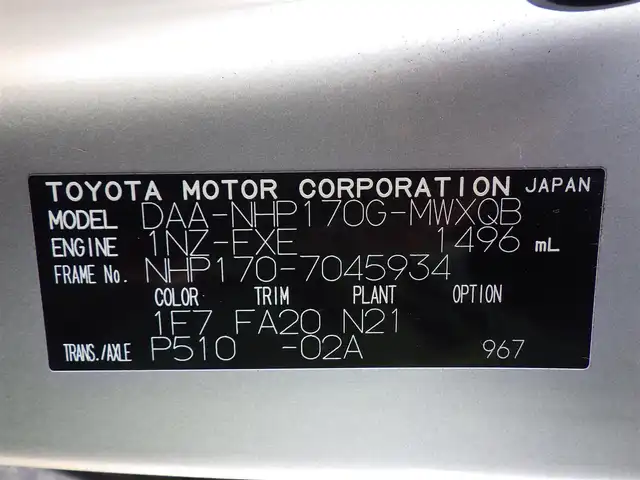 TOYOTA MOTOR CORPORATION JAPAN
MODEL DAA-NHP170G-MWXQB
ENGINE 1NZ-FXE 1496 mL
FRAME No. NHP170-7045934
COLOR TRIM PLANT OPTION
1F7 FA20 N21
TRANS./AXLE P510 -02A 967